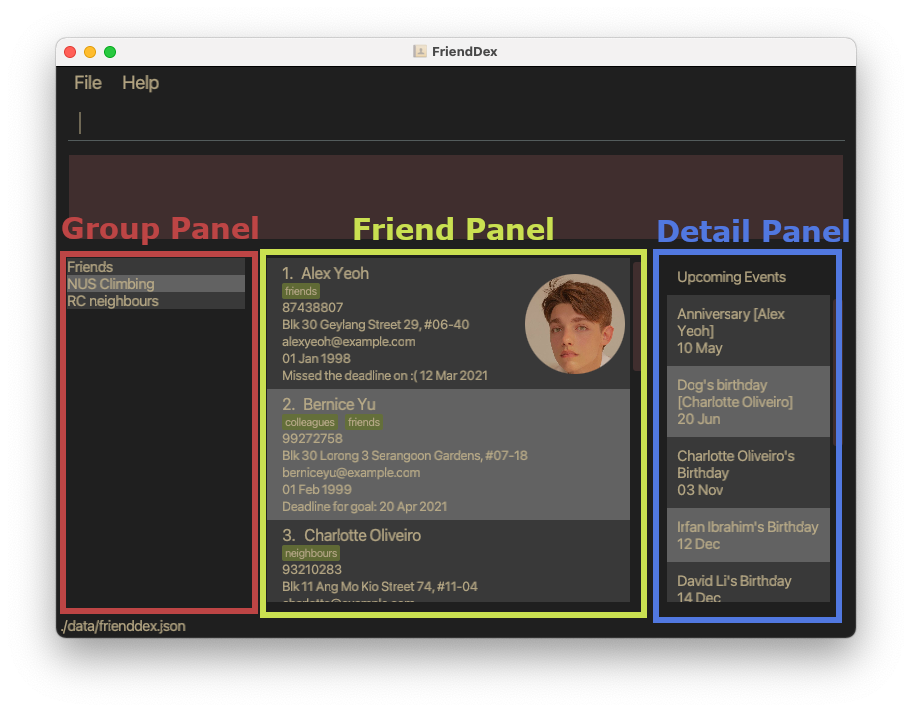 FriendDex
File Help
Group Panel
Friend Panel
Detail Panel
Friends
NUS Climbing
RC neighbours
1. Alex Yeoh
friends
87438807
Blk 30 Geylang Street 29, #06-40
alexyeoh@example.com
01 Jan 1998
Missed the deadline on :( 12 Mar 2021
2. Bernice Yu
colleagues friends
99272758
Blk 30 Lorong 3 Serangoon Gardens, #07-18
berniceyu@example.com
01 Feb 1999
Deadline for goal: 20 Apr 2021
3. Charlotte Oliveiro
neighbours
93210283
Blk 11 Ang Mo Kio Street 74, #11-04
charlotte@example.com
Upcoming Events
Anniversary [Alex
Yeoh]
10 May
Dog's birthday
[Charlotte Oliveiro]
20 Jun
Charlotte Oliveiro's
Birthday
03 Nov
Irfan Ibrahim's Birthday
12 Dec
David Li's Birthday
14 Dec
./data/frienddex.json